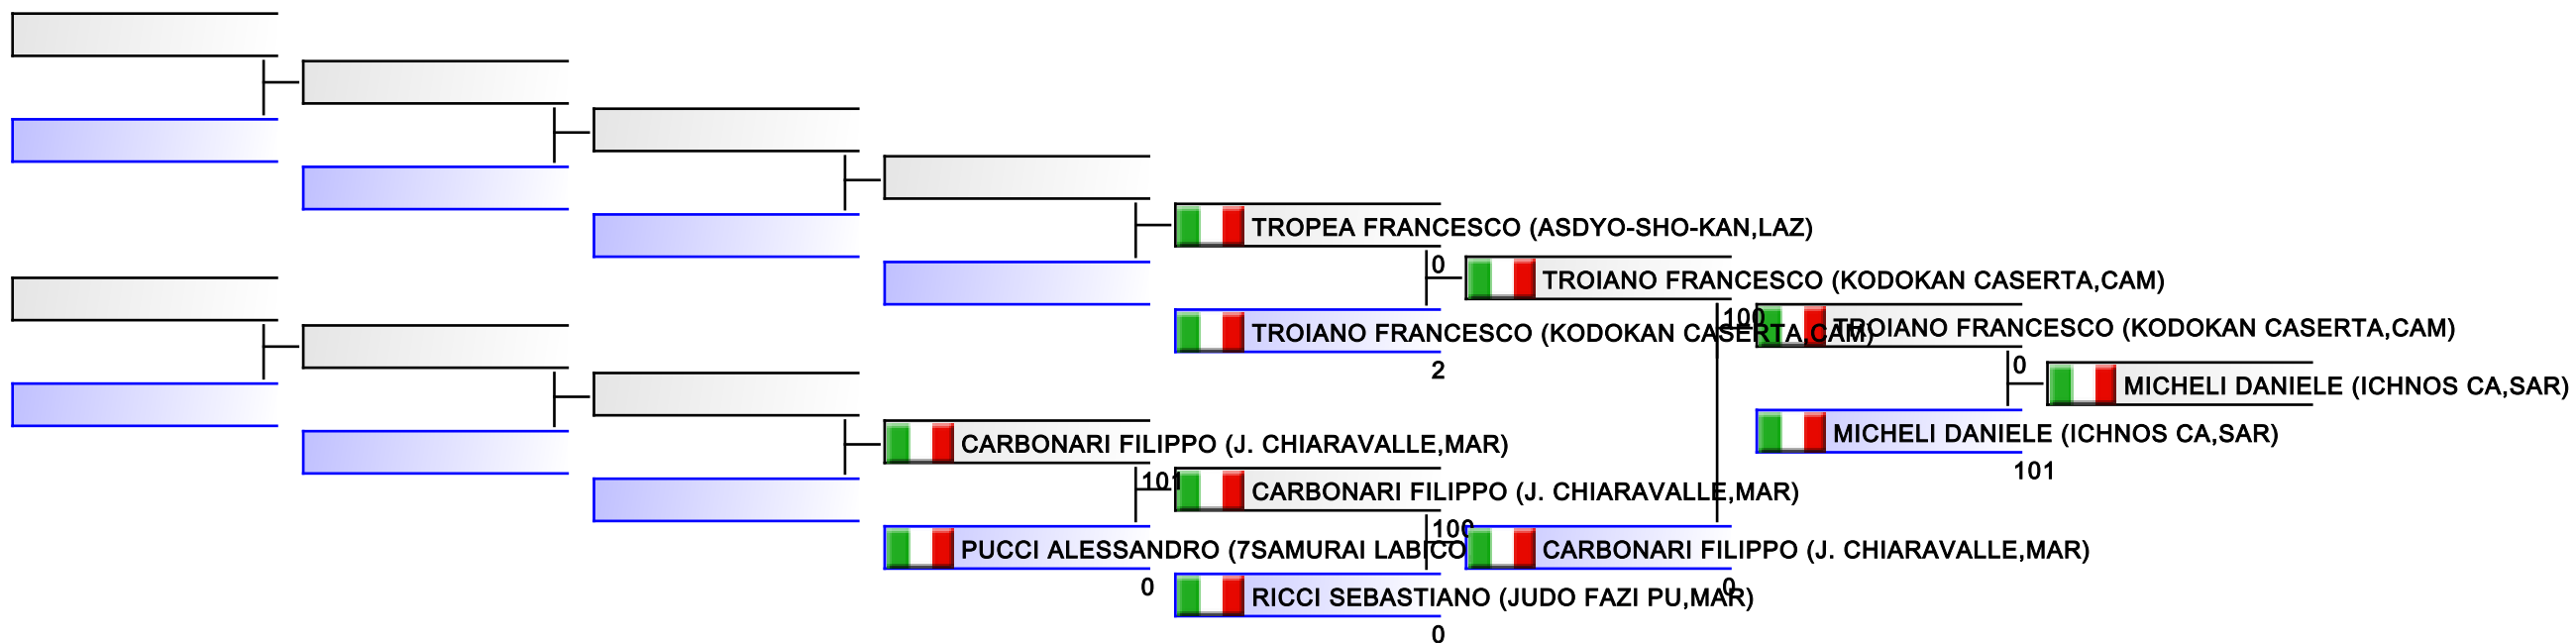 TROPEA FRANCESCO (ASDYO-SHO-KAN,LAZ)
0
TROIANO FRANCESCO (KODOKAN CASERTA,CAM)
TROIANO FRANCESCO (KODOKAN CASERTA,CAM)
2
100
TROIANO FRANCESCO (KODOKAN CASERTA,CAM)
0
MICHELI DANIELE (ICHNOS CA,SAR)
MICHELI DANIELE (ICHNOS CA,SAR)
101
CARBONARI FILIPPO (J. CHIARAVALLE,MAR)
101
CARBONARI FILIPPO (J. CHIARAVALLE,MAR)
100
PUCCI ALESSANDRO (7SAMURAI LABICO
0
CARBONARI FILIPPO (J. CHIARAVALLE,MAR)
0
RICCI SEBASTIANO (JUDO FAZI PU,MAR)
0